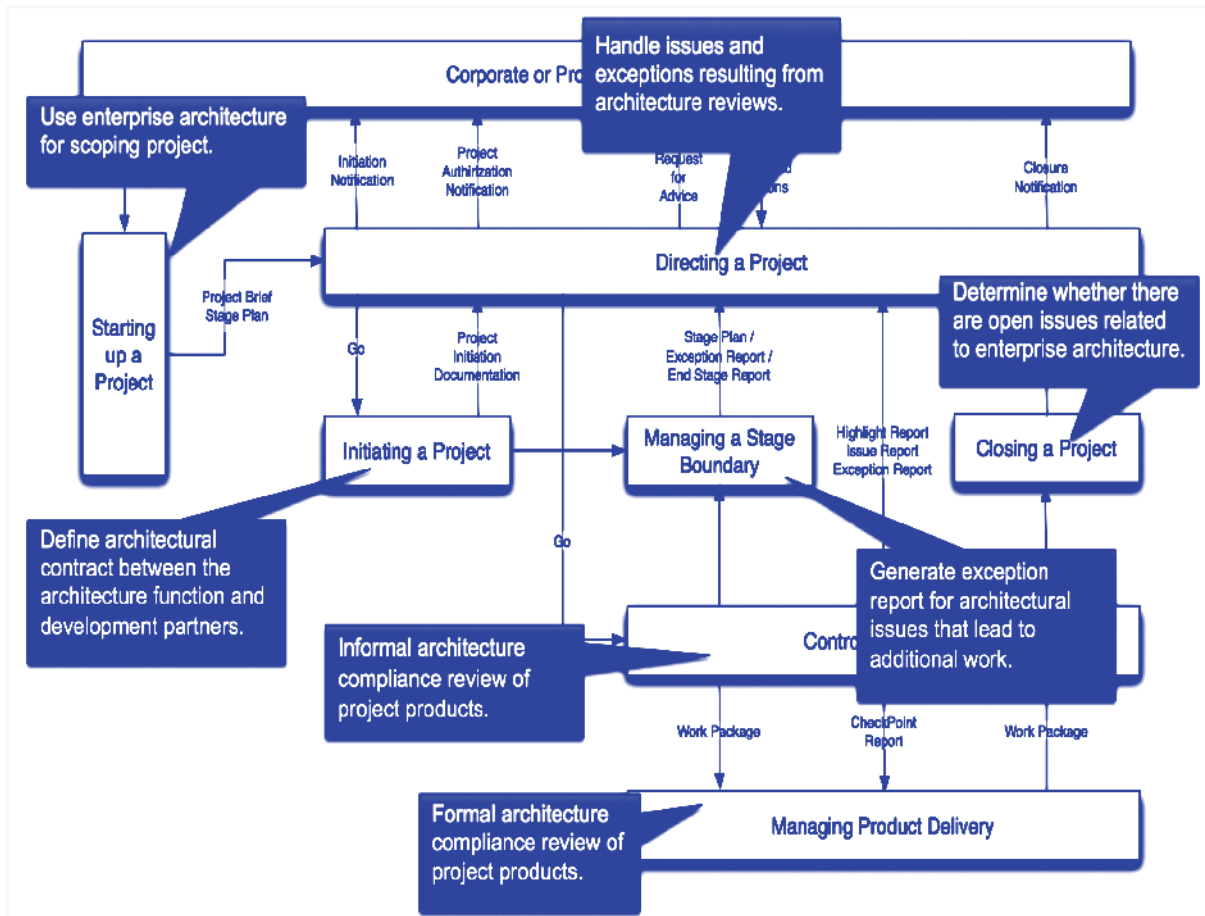 Handle issues and
exceptions resulting from
architecture reviews.
Corporate or
Use enterprise architecture
for scoping project.
Initiation
Notification
Project
Authirization
Notification
Request
for
Advice
Closure
Notification
Directing a Project
Project Brief
Stage Plan
Starting
up a
Project
Go
Project
Initiation
Documentation
Stage Plan /
Exception Report /
End Stage Report
Determine whether there
are open issues related
to enterprise architecture.
Initiating a Project
Managing a Stage
Boundary
Highlight Report
Issue Report
Exception Report
Closing a Project
Define architectural
contract between the
architecture function and
development partners.
Go
Generate exception
report for architectural
issues that lead to
additional work.
Informal architecture
compliance review of
project products.
Work Package
CheckPoint
Report
Work Package
Formal architecture
compliance review of
project products.
Managing Product Delivery